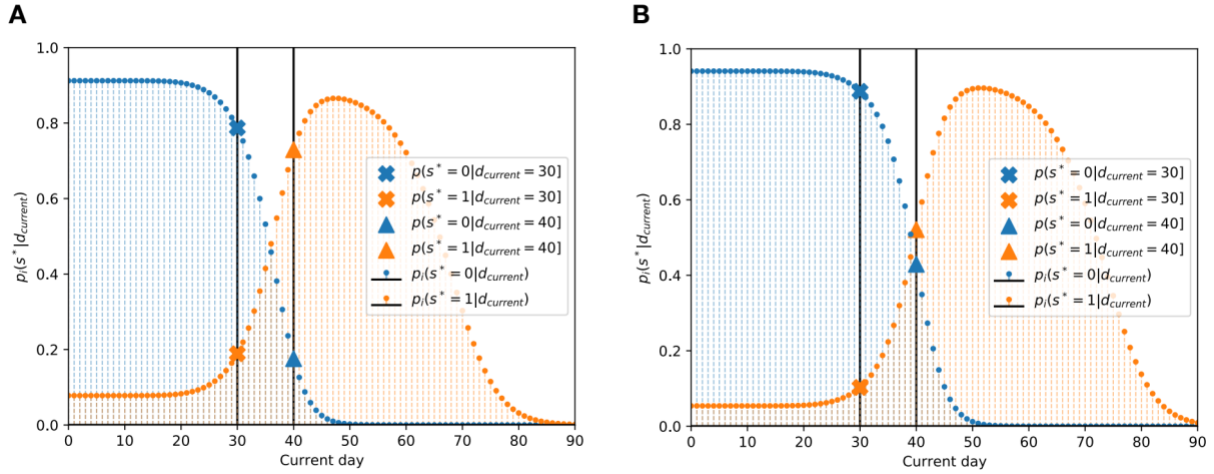 A
p_i(s* | d_current)
1.0
0.8
0.6
0.4
0.2
0.0
p(s* = 0|d_current = 30]
p(s* = 1|d_current = 30]
p(s* = 0|d_current = 40]
p(s* = 1|d_current = 40]
p_i(s* = 0|d_current)
p_i(s* = 1|d_current)
0 10 20 30 40 50 60 70 80 90
Current day
B
p_i(s* | d_current)
1.0
0.8
0.6
0.4
0.2
0.0
p(s* = 0|d_current = 30]
p(s* = 1|d_current = 30]
p(s* = 0|d_current = 40]
p(s* = 1|d_current = 40]
p_i(s* = 0|d_current)
p_i(s* = 1|d_current)
0 10 20 30 40 50 60 70 80 90
Current day